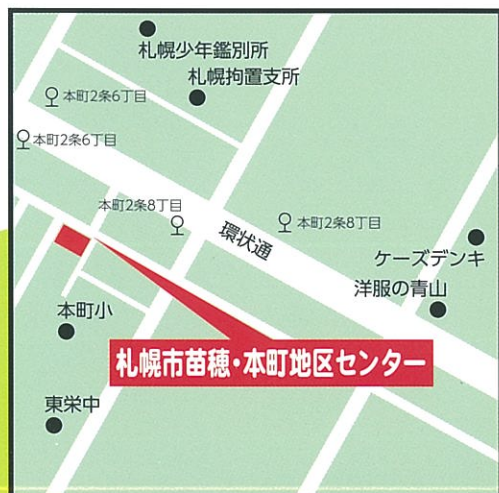 札幌少年鑑別所
札幌拘置支所
本町2条6丁目
本町2条6丁目
本町2条8丁目
環状通
本町2条8丁目
ケーズデンキ
洋服の青山
本町小
札幌市苗穂・本町地区センター
東栄中